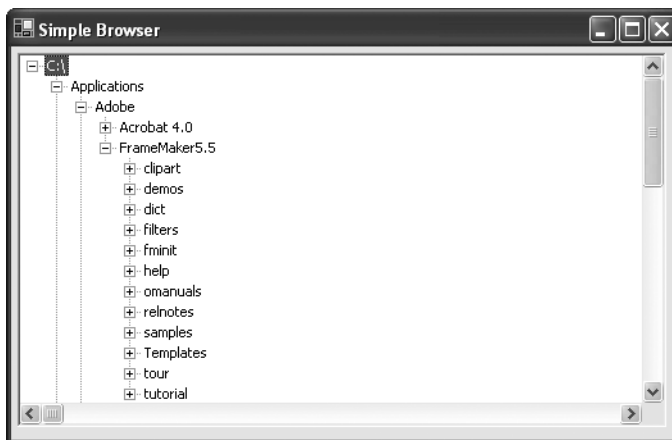 Simple Browser
C:\
Applications
Adobe
Acrobat 4.0
FrameMaker5.5
clipart
demos
dict
filters
fminit
help
omanuals
relnotes
samples
Templates
tour
tutorial